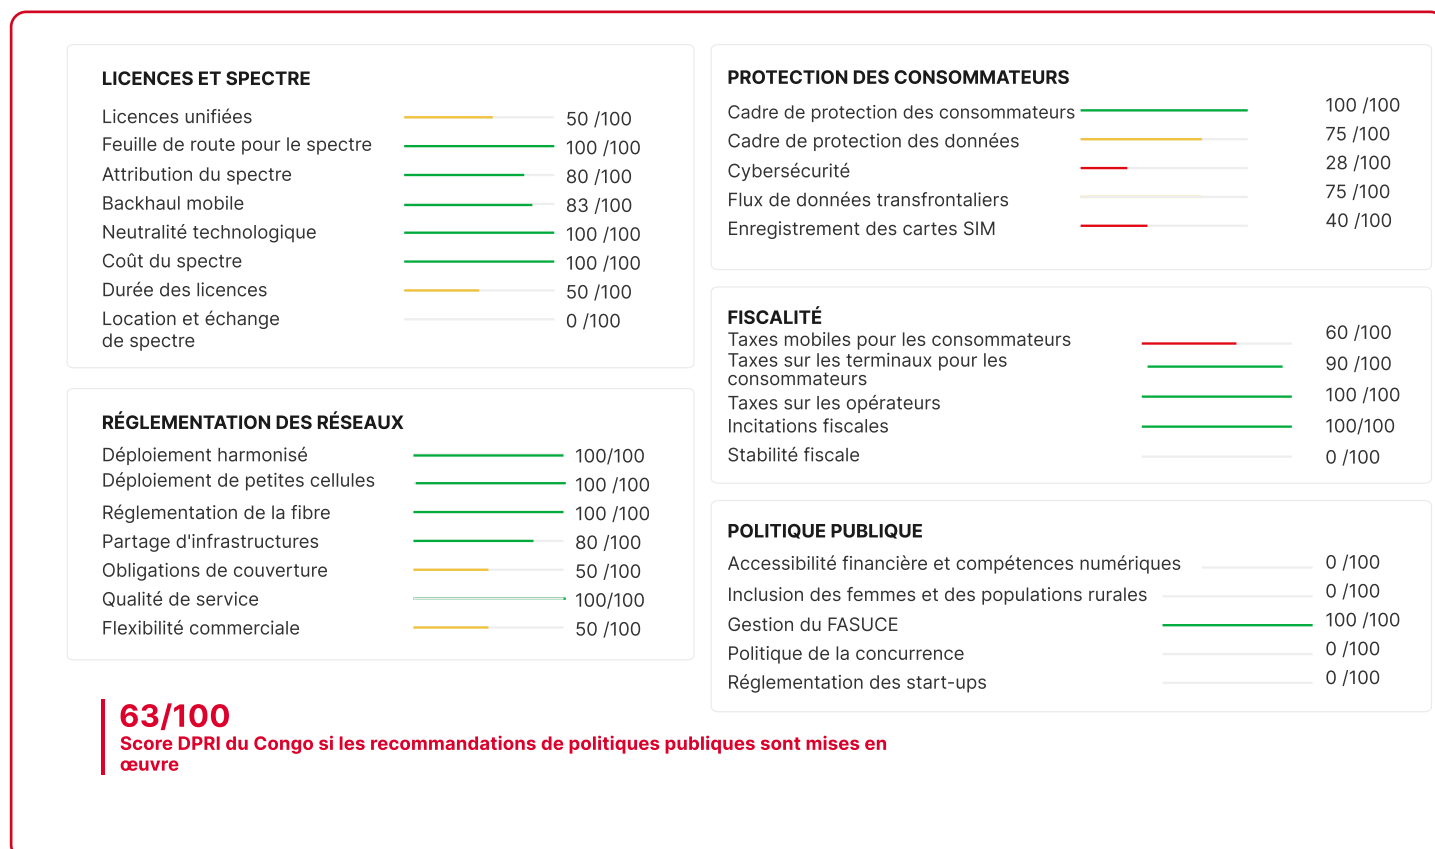 LICENCES ET SPECTRE
Licences unifiées 50 /100
Feuille de route pour le spectre 100 /100
Attribution du spectre 80 /100
Backhaul mobile 83 /100
Neutralité technologique 100 /100
Coût du spectre 100 /100
Durée des licences 50 /100
Location et échange 0 /100
de spectre
RÉGLEMENTATION DES RÉSEAUX
Déploiement harmonisé 100/100
Déploiement de petites cellules 100 /100
Réglementation de la fibre 100 /100
Partage d'infrastructures 80 /100
Obligations de couverture 50 /100
Qualité de service 100/100
Flexibilité commerciale 50 /100
PROTECTION DES CONSOMMATEURS
Cadre de protection des consommateurs 100 /100
Cadre de protection des données 75 /100
Cybersécurité 28 /100
Flux de données transfrontaliers 75 /100
Enregistrement des cartes SIM 40 /100
FISCALITÉ
Taxes mobiles pour les consommateurs 60 /100
Taxes sur les terminaux pour les 90 /100
consommateurs
Taxes sur les opérateurs 100 /100
Incitations fiscales 100/100
Stabilité fiscale 0 /100
POLITIQUE PUBLIQUE
Accessibilité financière et compétences numériques 0 /100
Inclusion des femmes et des populations rurales 0 /100
Gestion du FASUCE 100 /100
Politique de la concurrence 0 /100
Réglementation des start-ups 0 /100
63/100
Score DPRI du Congo si les recommandations de politiques publiques sont mises en
œuvre